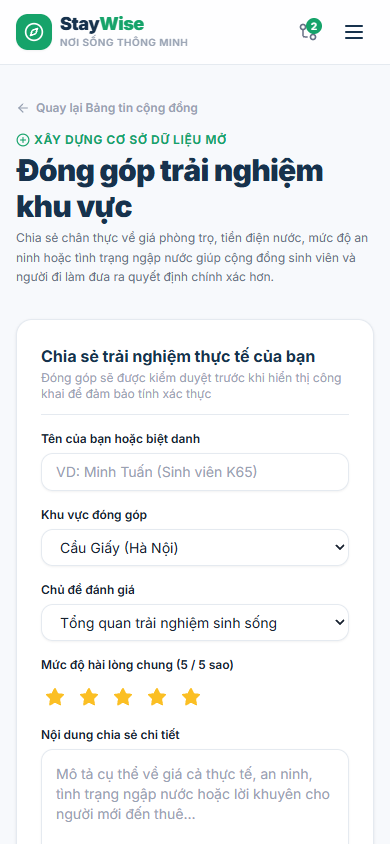 StayWise
NƠI SỐNG THÔNG MINH
2
Quay lại Bảng tin cộng đồng
XÂY DỰNG CƠ SỞ DỮ LIỆU MỞ
Đóng góp trải nghiệm
khu vực
Chia sẻ chân thực về giá phòng trọ, tiền điện nước, mức độ an
ninh hoặc tình trạng ngập nước giúp cộng đồng sinh viên và
người đi làm đưa ra quyết định chính xác hơn.
Chia sẻ trải nghiệm thực tế của bạn
Đóng góp sẽ được kiểm duyệt trước khi hiển thị công
khai để đảm bảo tính xác thực
Tên của bạn hoặc biệt danh
VD: Minh Tuấn (Sinh viên K65)
Khu vực đóng góp
Cầu Giấy (Hà Nội)
Chủ đề đánh giá
Tổng quan trải nghiệm sinh sống
Mức độ hài lòng chung (5 / 5 sao)
Nội dung chia sẻ chi tiết
Mô tả cụ thể về giá cả thực tế, an ninh,
tình trạng ngập nước hoặc lời khuyên cho
người mới đến thuê...